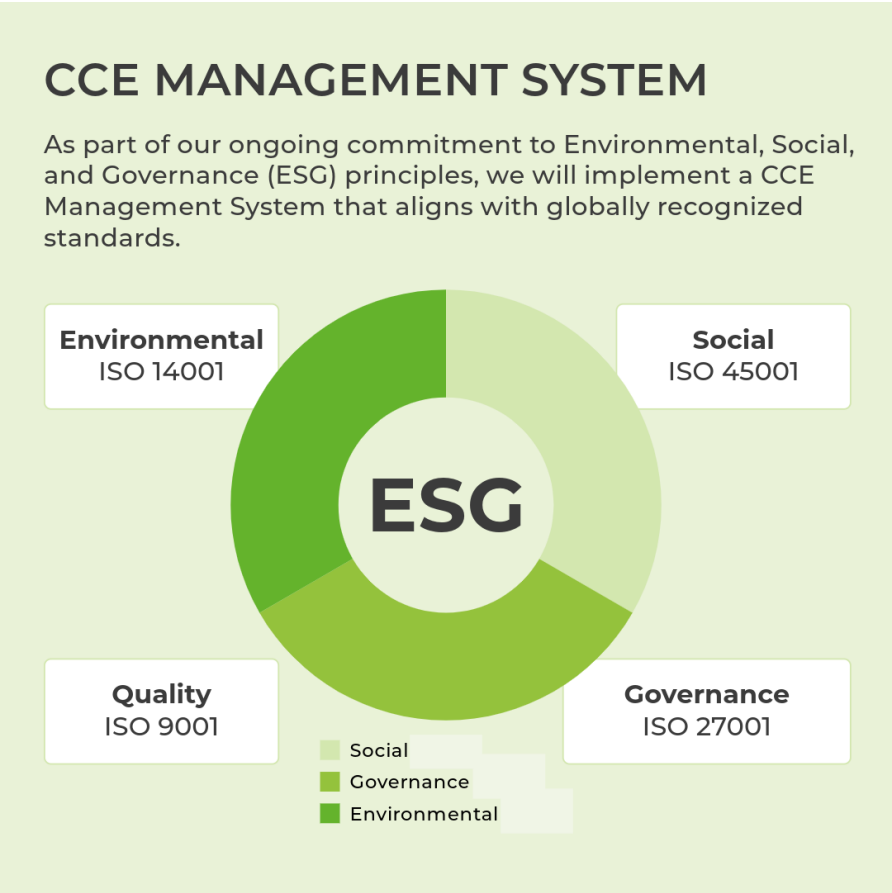 CCE MANAGEMENT SYSTEM
As part of our ongoing commitment to Environmental, Social,
and Governance (ESG) principles, we will implement a CCE
Management System that aligns with globally recognized
standards.
Environmental
ISO 14001
Social
ISO 45001
ESG
Quality
ISO 9001
Governance
ISO 27001
Social
Governance
Environmental